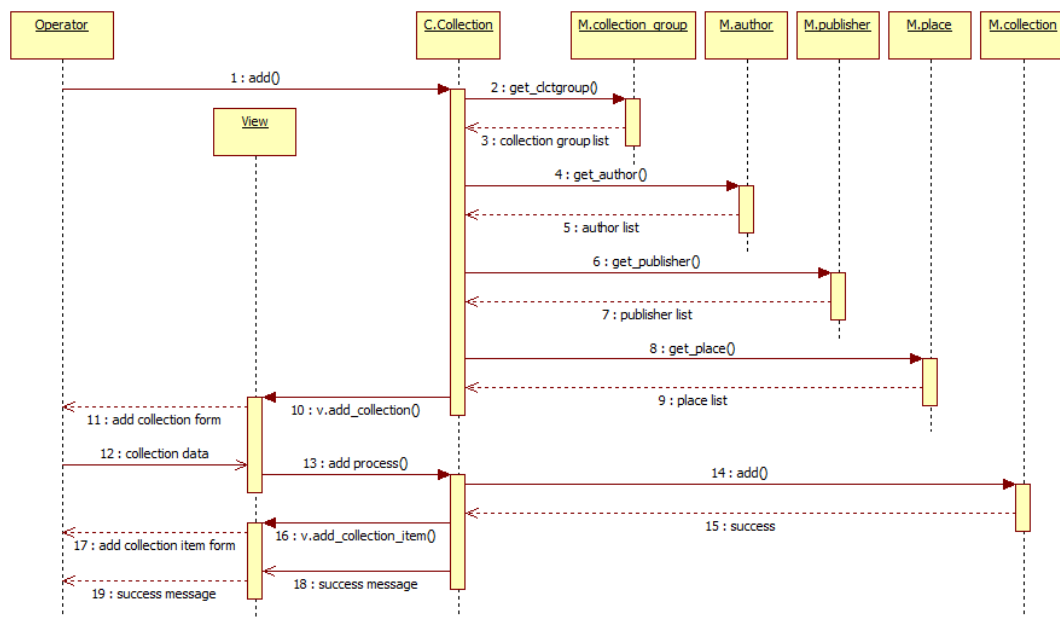 Operator
C.Collection
M.collection_group
M.author
M.publisher
M.place
M.collection
1 : add()
2 : get_clctgroup()
View
3 : collection group list
4 : get_author()
5 : author list
6 : get_publisher()
7 : publisher list
8 : get_place()
9 : place list
10 : v.add_collection()
11 : add collection form
12 : collection data
13 : add process()
14 : add()
15 : success
16 : v.add_collection_item()
17 : add collection item form
18 : success message
19 : success message